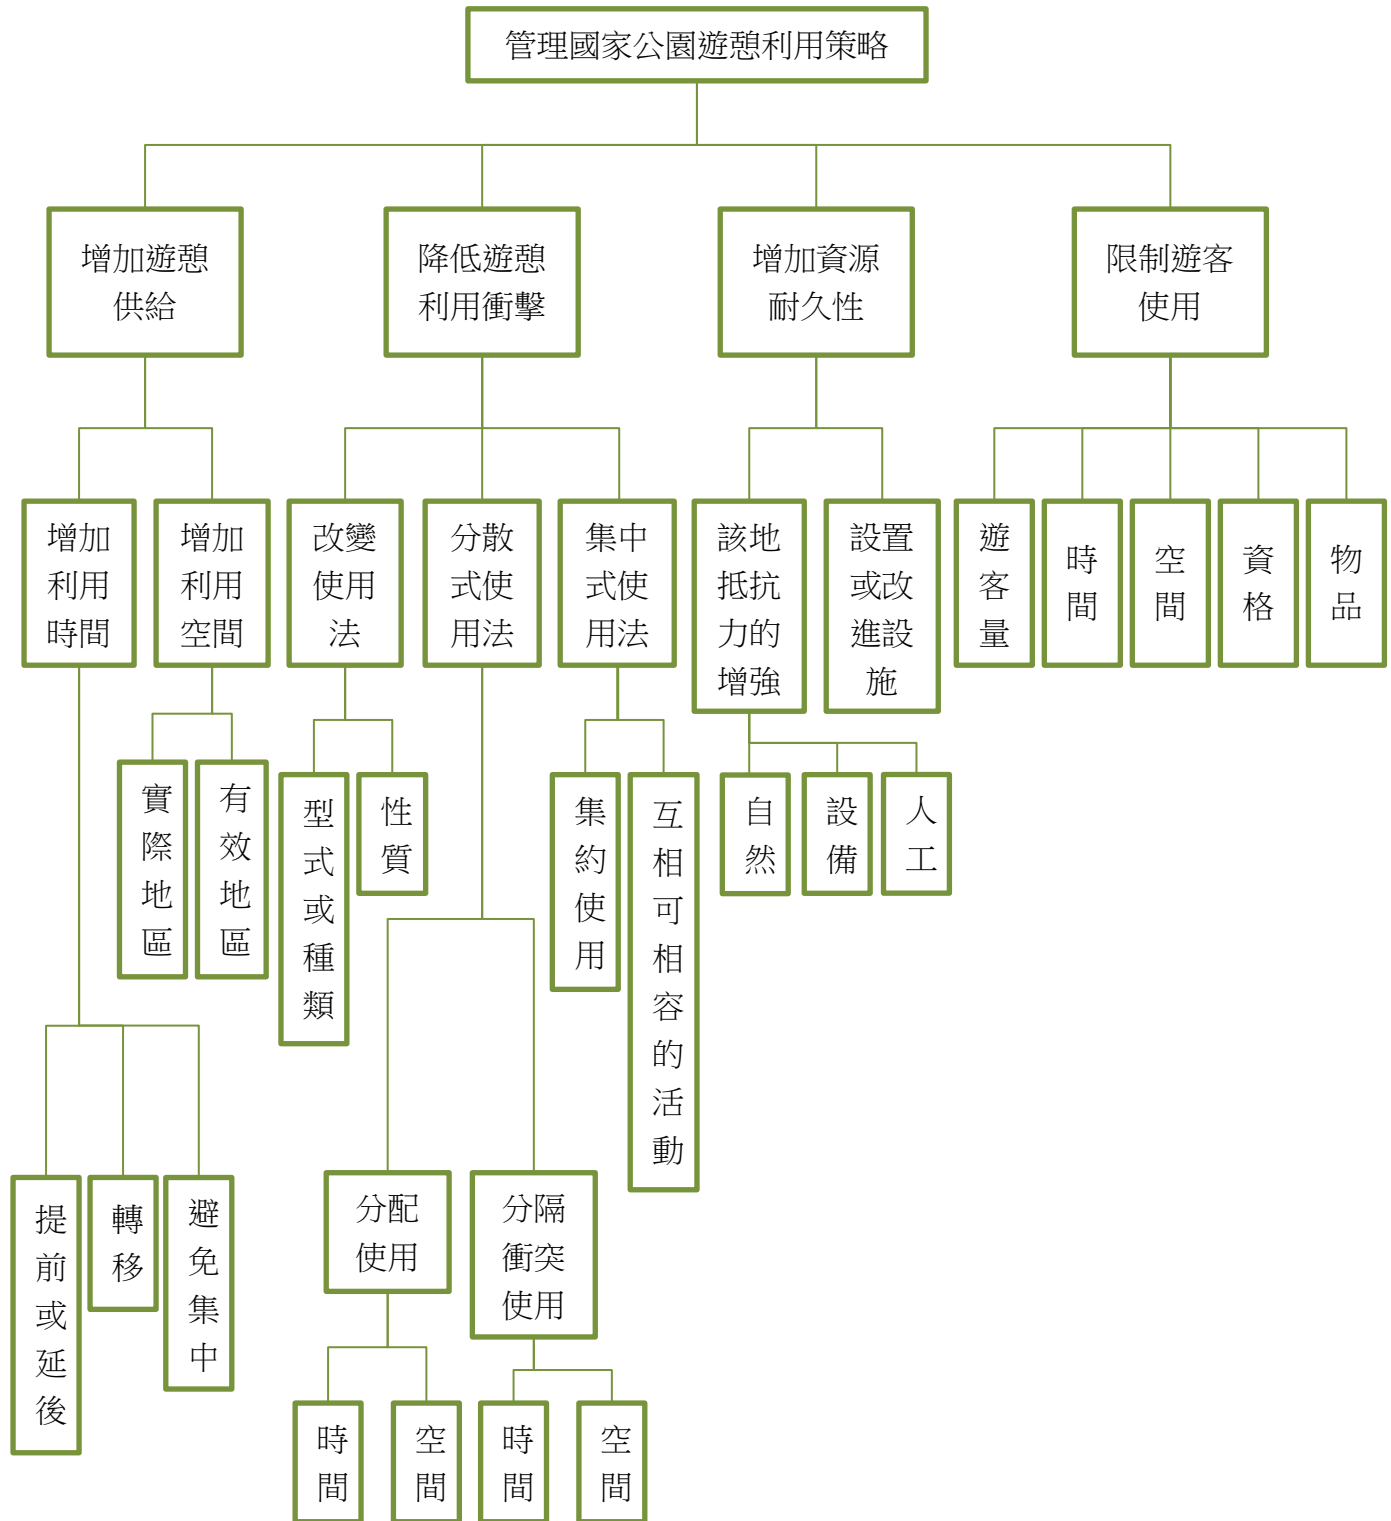 管理國家公園遊憩利用策略
增加遊憩
供給
降低遊憩
利用衝擊
增加資源
耐久性
限制遊客
使用
增加
利用
時間
增加
利用
空間
改變
使用
法
分散
式使
用法
集中
式使
用法
該地
抵抗
力的
增強
設置
或改
進設
施
遊客量
時間
空間
資格
物品
實際地區
有效地區
型式或種類
性質
集約使用
互相可相容的活動
自然
設備
人工
提前或延後
轉移
避免集中
分配
使用
分隔
衝突
使用
時間
空間
時間
空間